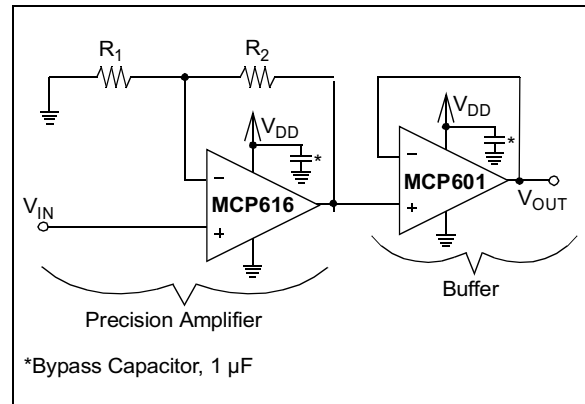 R1 R2
VDD VDD
* *
– –
MCP616 MCP601
VIN + + VOUT
Precision Amplifier Buffer
*Bypass Capacitor, 1 µF